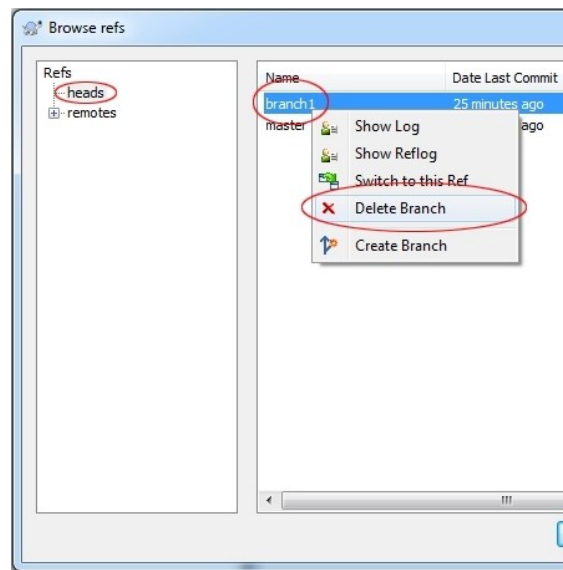 Browse refs
Refs
heads
remotes
Name Date Last Commit
branch1 25 minutes ago
master ago
Show Log
Show Reflog
Switch to this Ref
Delete Branch
Create Branch